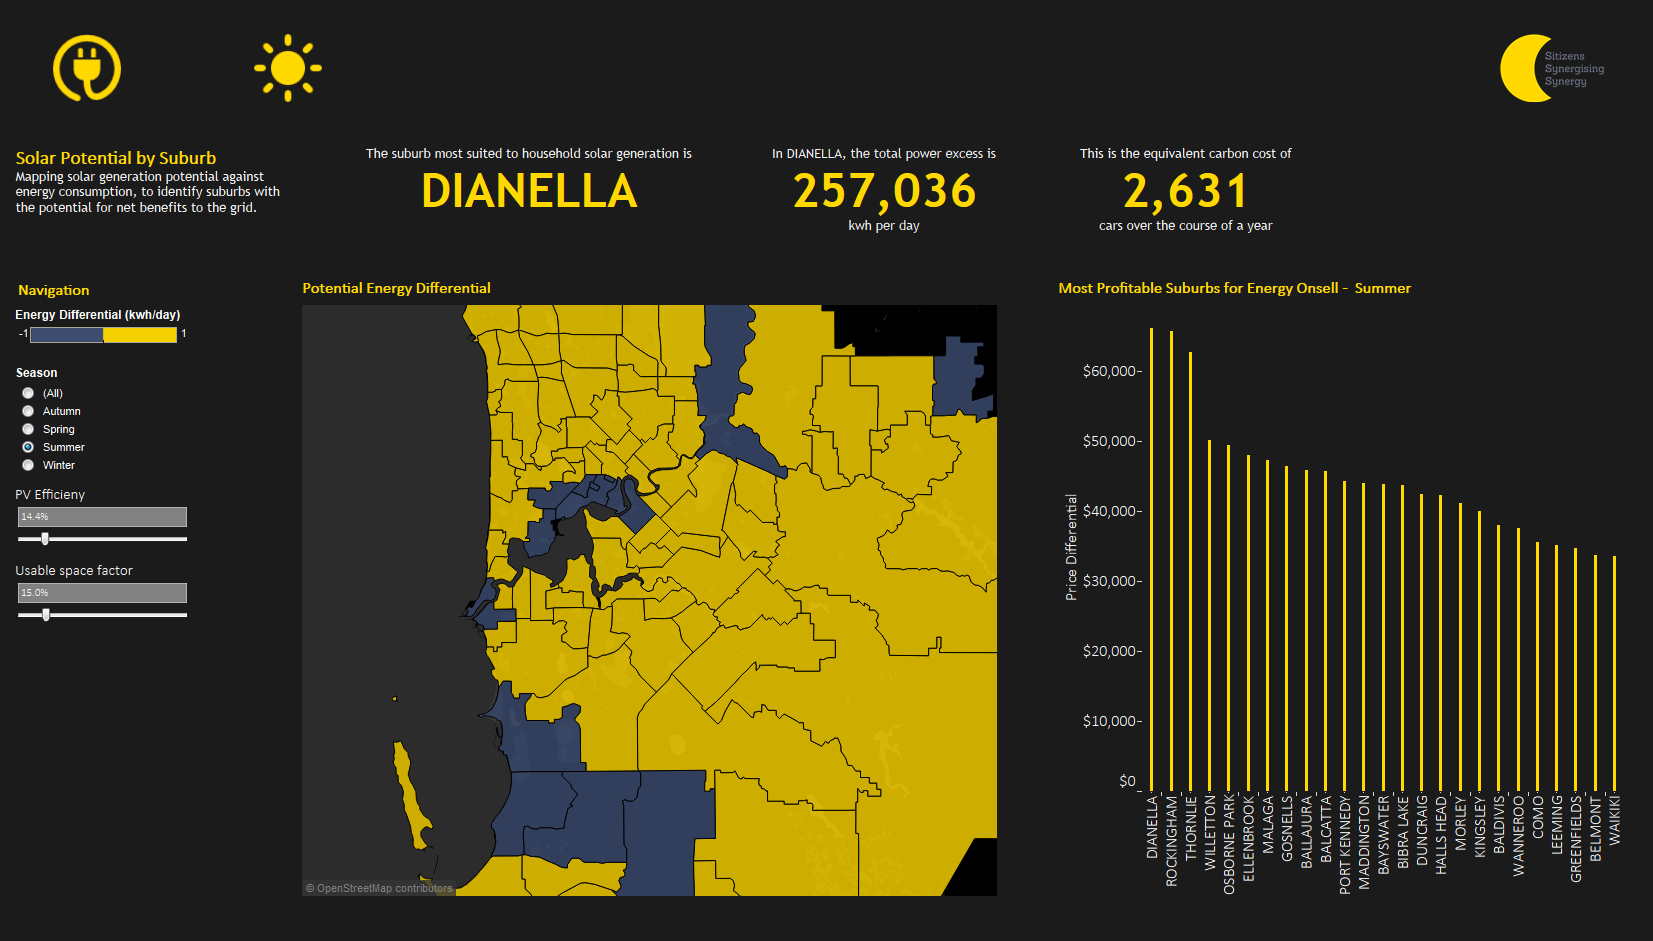 Sitizens
Synergising
Synergy
Solar Potential by Suburb
Mapping solar generation potential against
energy consumption, to identify suburbs with
the potential for net benefits to the grid.
The suburb most suited to household solar generation is
DIANELLA
In DIANELLA, the total power excess is
257,036
kwh per day
This is the equivalent carbon cost of
2,631
cars over the course of a year
Navigation
Energy Differential (kwh/day)
-1 1
Season
(All)
Autumn
Spring
Summer
Winter
PV Efficieny
14.4%
Usable space factor
15.0%
Potential Energy Differential
© OpenStreetMap contributors
Most Profitable Suburbs for Energy Onsell - Summer
Price Differential
$60,000
$50,000
$40,000
$30,000
$20,000
$10,000
$0
DIANELLA
ROCKINGHAM
THORNLIE
WILLETTON
OSBORNE PARK
ELLENBROOK
MALAGA
GOSNELLS
BALLAJURA
BALCATTA
PORT KENNEDY
MADDINGTON
BAYSWATER
BIBRA LAKE
DUNCRAIG
HALLS HEAD
MORLEY
KINGSLEY
BALDIVIS
WANNEROO
COMO
LEEMING
GREENFIELDS
BELMONT
WAIKIKI